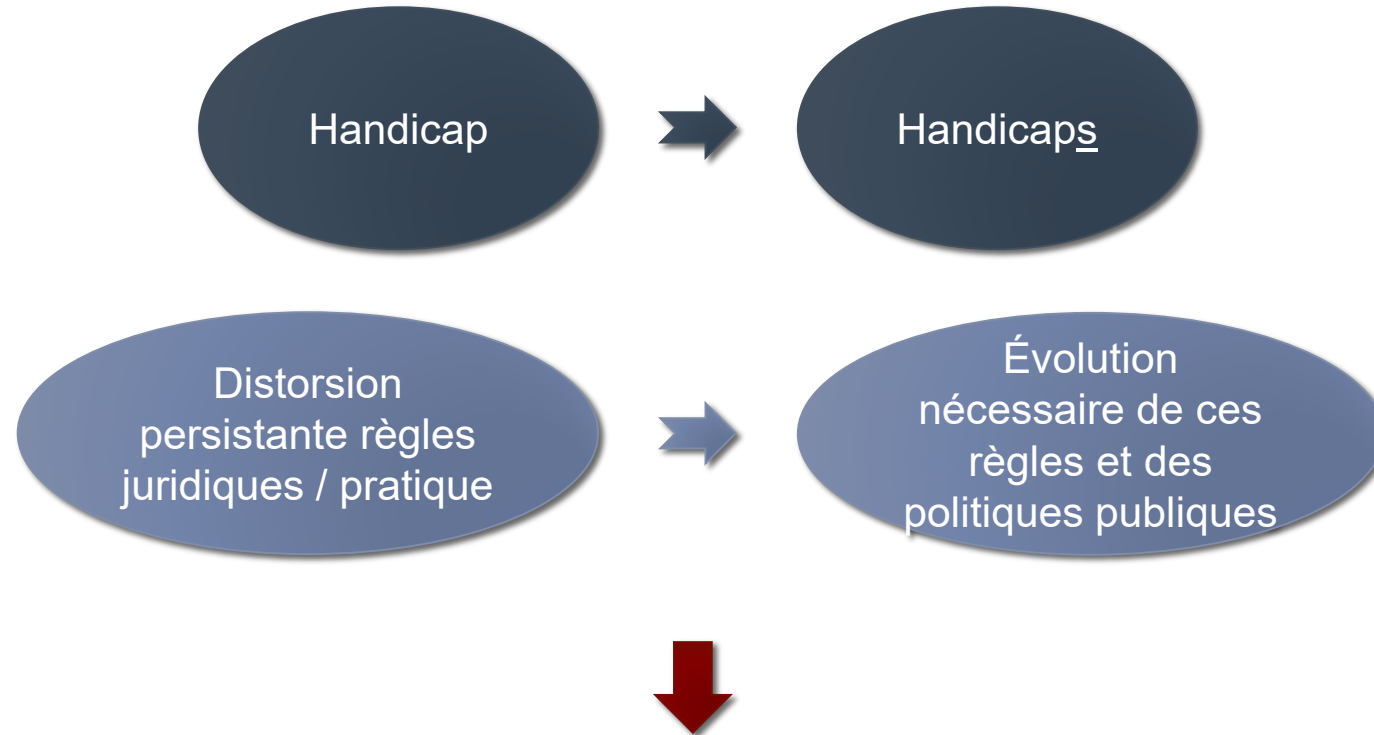 Handicap
Handicaps
Distorsion
persistante règles
juridiques / pratique
Évolution
nécessaire de ces
règles et des
politiques publiques